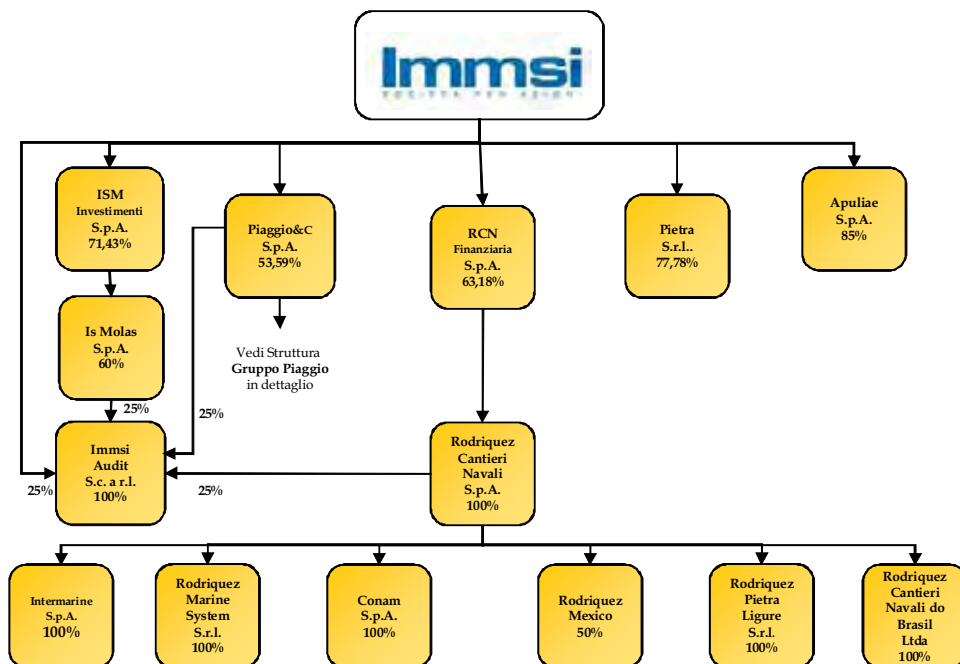 Immsi
SOCIETÀ PER AZIONI
ISM
Investimenti
S.p.A.
71,43%
Piaggio&C
S.p.A.
53,59%
RCN
Finanziaria
S.p.A.
63,18%
Pietra
S.r.l..
77,78%
Apuliae
S.p.A.
85%
Is Molas
S.p.A.
60%
Vedi Struttura
Gruppo Piaggio
in dettaglio
25%
25%
Immsi
Audit
S.c. a r.l.
100%
25%
25%
Rodriquez
Cantieri
Navali
S.p.A.
100%
Intermarine
S.p.A.
100%
Rodriquez
Marine
System
S.r.l.
100%
Conam
S.p.A.
100%
Rodriquez
Mexico
50%
Rodriquez
Pietra
Ligure
S.r.l.
100%
Rodriquez
Cantieri
Navali do
Brasil
Ltda
100%